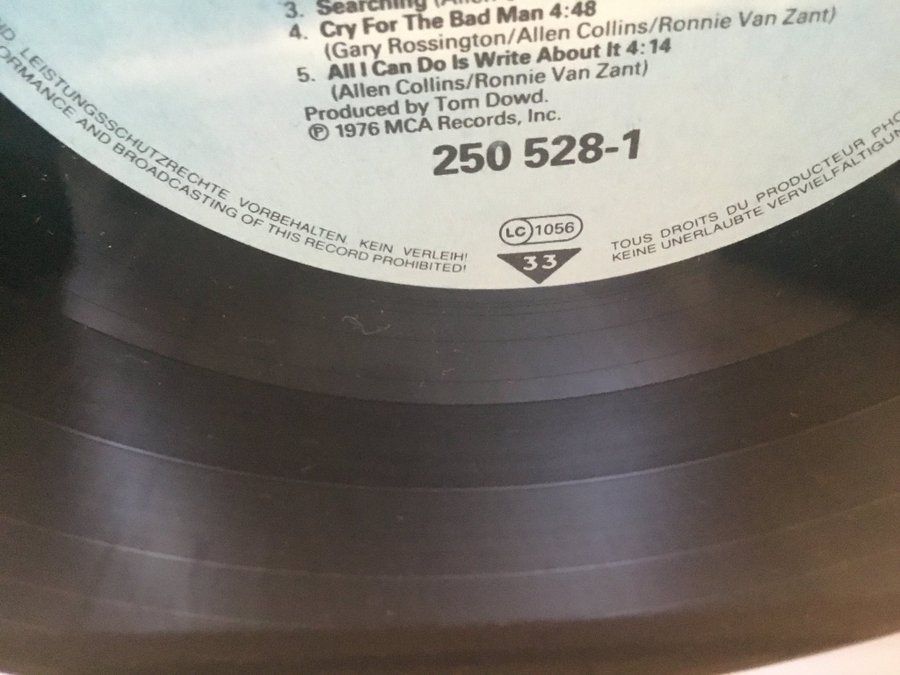 3. Searching (Allen
4. Cry For The Bad Man 4:48
(Gary Rossington/Allen Collins/Ronnie Van Zant)
5. All I Can Do Is Write About It 4:14
(Allen Collins/Ronnie Van Zant)
Produced by Tom Dowd.
℗ 1976 MCA Records, Inc.
250 528-1
LEISTUNGSSCHUTZRECHTE VORBEHALTEN. KEIN VERLEIH!
AND BROADCASTING OF THIS RECORD PROHIBITED!
LC 1056
33
TOUS DROITS DU PRODUCTEUR
KEINE UNERLAUBTE